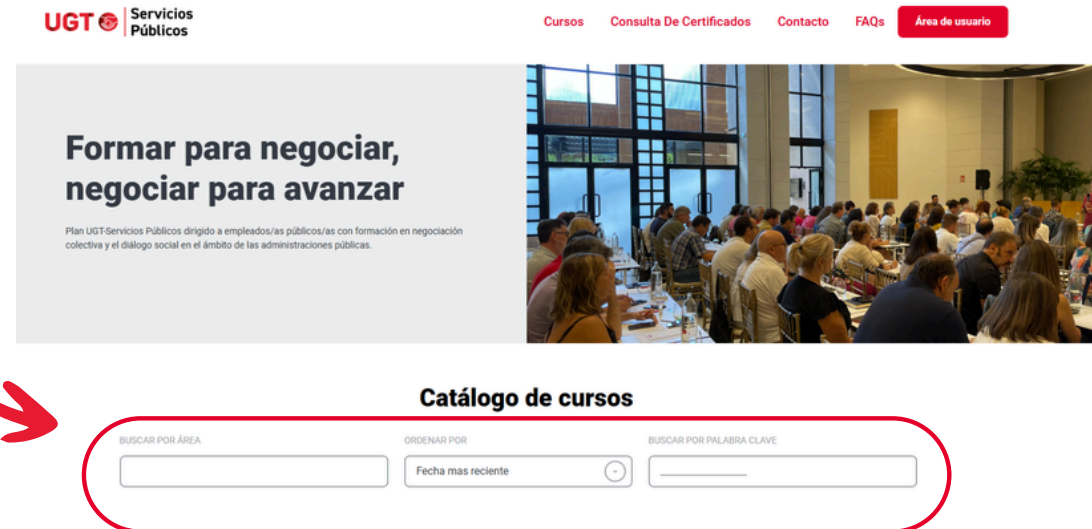 UGT Servicios Públicos
Cursos Consulta De Certificados Contacto FAQs Área de usuario
Formar para negociar,
negociar para avanzar
Plan UGT-Servicios Públicos dirigido a empleados/as públicos/as con formación en negociación
colectiva y el diálogo social en el ámbito de las administraciones públicas.
Catálogo de cursos
BUSCAR POR ÁREA ORDENAR POR BUSCAR POR PALABRA CLAVE
Fecha mas reciente